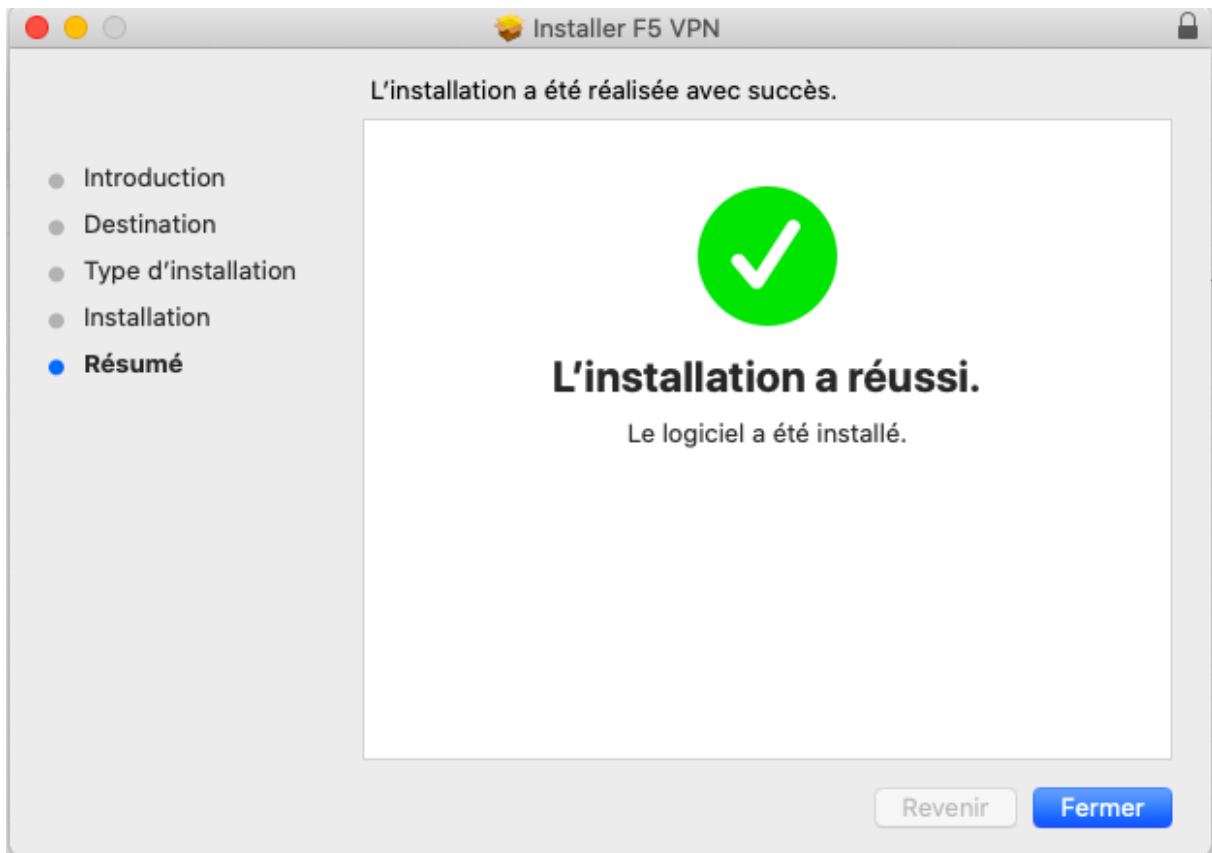 Installer F5 VPN
L’installation a été réalisée avec succès.
Introduction
Destination
Type d’installation
Installation
Résumé
L’installation a réussi.
Le logiciel a été installé.
Revenir
Fermer